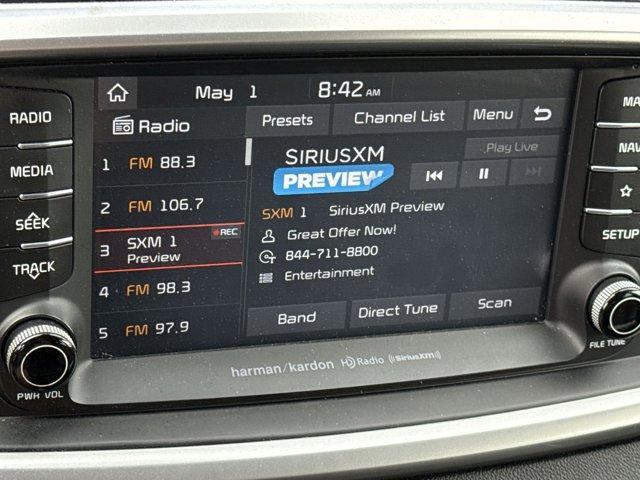 May 1 8:42 AM
Radio Presets Channel List Menu
1 FM 88.3
2 FM 106.7
3 SXM 1 REC
Preview
4 FM 98.3
5 FM 97.9
SIRIUSXM
PREVIEW
Play Live
SXM 1 SiriusXM Preview
Great Offer Now!
844-711-8800
Entertainment
Band Direct Tune Scan
RADIO
MEDIA
SEEK
TRACK
PWR VOL
NAV
SETUP
FILE TUNE
harman/kardon HD Radio ((SiriusXM))